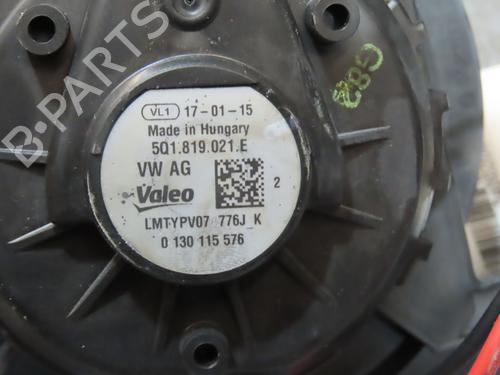 B-PARTS
VL1 17-01-15
Made in Hungary
5Q1.819.021.E
VW AG
Valeo
2
LMTYPV07 776J K
0 130 115 576